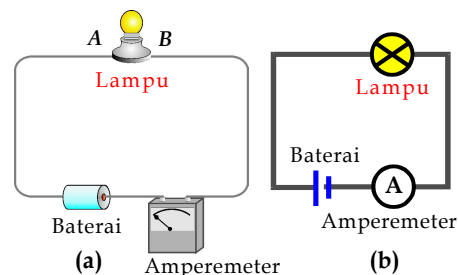 A B
Lampu
Baterai
Amperemeter
(a)
Lampu
Baterai
A
Amperemeter
(b)